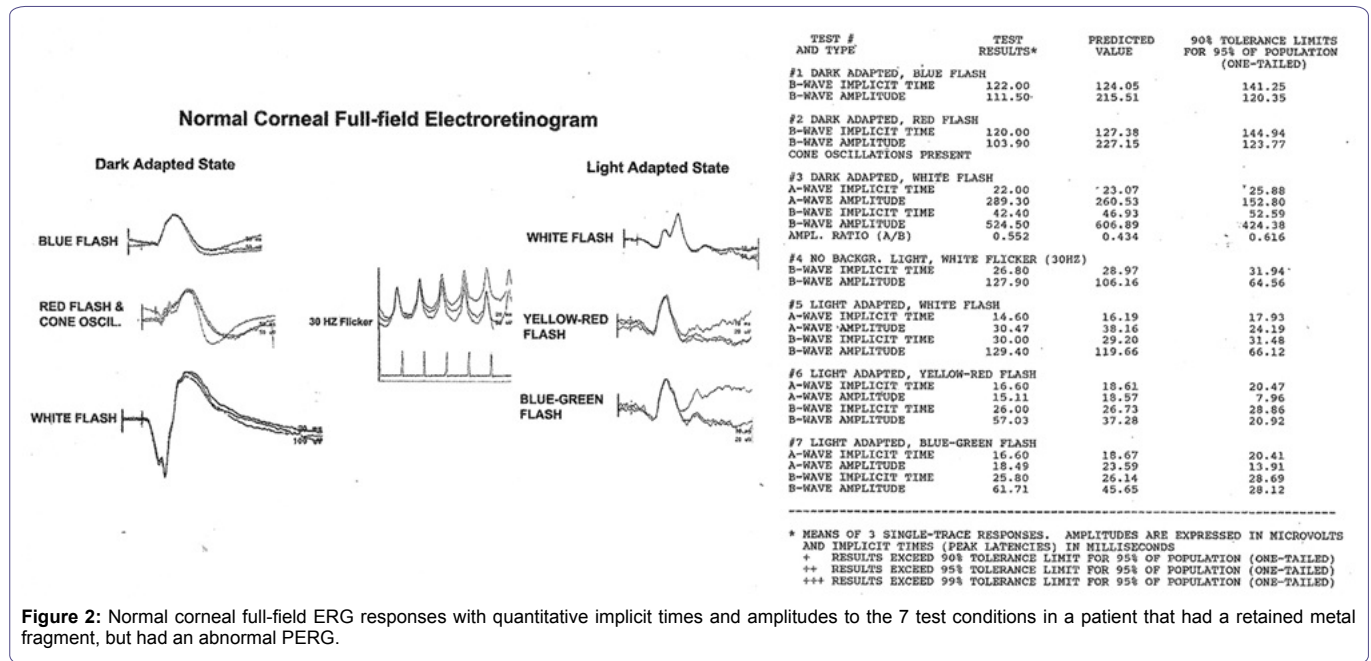 Normal Corneal Full-field Electroretinogram
Dark Adapted State
Light Adapted State
BLUE FLASH
RED FLASH &
CONE OSCIL.
WHITE FLASH
100 uV
30 HZ Flicker
WHITE FLASH
YELLOW-RED
FLASH
BLUE-GREEN
FLASH
TEST # TEST PREDICTED 90% TOLERANCE LIMITS
AND TYPE RESULTS* VALUE FOR 95% OF POPULATION
(ONE-TAILED)
#1 DARK ADAPTED, BLUE FLASH
B-WAVE IMPLICIT TIME 122.00 124.05 141.25
B-WAVE AMPLITUDE 111.50 215.51 120.35
#2 DARK ADAPTED, RED FLASH
B-WAVE IMPLICIT TIME 120.00 127.38 144.94
B-WAVE AMPLITUDE 103.90 227.15 123.77
CONE OSCILLATIONS PRESENT
#3 DARK ADAPTED, WHITE FLASH
A-WAVE IMPLICIT TIME 22.00 23.07 25.88
A-WAVE AMPLITUDE 289.30 260.53 152.80
B-WAVE IMPLICIT TIME 42.40 46.93 52.59
B-WAVE AMPLITUDE 524.50 606.89 424.38
AMPL. RATIO (A/B) 0.552 0.434 0.616
#4 NO BACKGR. LIGHT, WHITE FLICKER (30HZ)
B-WAVE IMPLICIT TIME 26.80 28.97 31.94
B-WAVE AMPLITUDE 127.90 106.16 64.56
#5 LIGHT ADAPTED, WHITE FLASH
A-WAVE IMPLICIT TIME 14.60 16.19 17.93
A-WAVE AMPLITUDE 30.47 38.16 24.19
B-WAVE IMPLICIT TIME 30.00 29.20 31.48
B-WAVE AMPLITUDE 129.40 119.66 66.12
#6 LIGHT ADAPTED, YELLOW-RED FLASH
A-WAVE IMPLICIT TIME 16.60 18.61 20.47
A-WAVE AMPLITUDE 15.11 18.57 7.96
B-WAVE IMPLICIT TIME 26.00 26.73 28.86
B-WAVE AMPLITUDE 57.03 37.28 20.92
#7 LIGHT ADAPTED, BLUE-GREEN FLASH
A-WAVE IMPLICIT TIME 16.60 18.67 20.41
A-WAVE AMPLITUDE 18.49 23.59 13.91
B-WAVE IMPLICIT TIME 25.80 26.14 28.69
B-WAVE AMPLITUDE 61.71 45.65 28.12
* MEANS OF 3 SINGLE-TRACE RESPONSES. AMPLITUDES ARE EXPRESSED IN MICROVOLTS
AND IMPLICIT TIMES (PEAK LATENCIES) IN MILLISECONDS
+ RESULTS EXCEED 90% TOLERANCE LIMIT FOR 95% OF POPULATION (ONE-TAILED)
++ RESULTS EXCEED 95% TOLERANCE LIMIT FOR 95% OF POPULATION (ONE-TAILED)
+++ RESULTS EXCEED 99% TOLERANCE LIMIT FOR 95% OF POPULATION (ONE-TAILED)
Figure 2: Normal corneal full-field ERG responses with quantitative implicit times and amplitudes to the 7 test conditions in a patient that had a retained metal
fragment, but had an abnormal PERG.